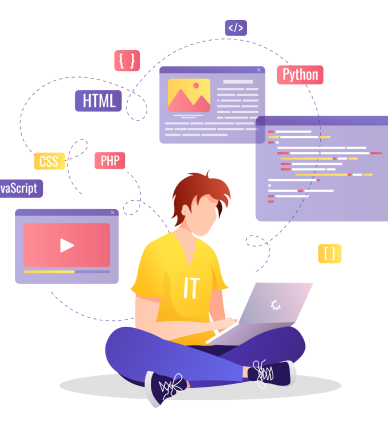 </>
{ }
Python
HTML
CSS
PHP
vaScript
[ ]
IT